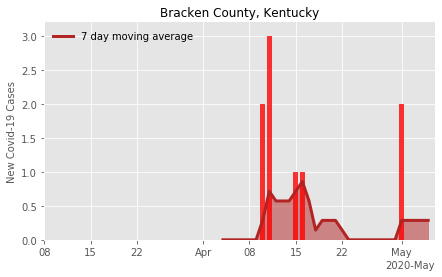 Bracken County, Kentucky
7 day moving average
New Covid-19 Cases
3.0
2.5
2.0
1.5
1.0
0.5
0.0
08 15 22 Apr 08 15 22 May
2020-May